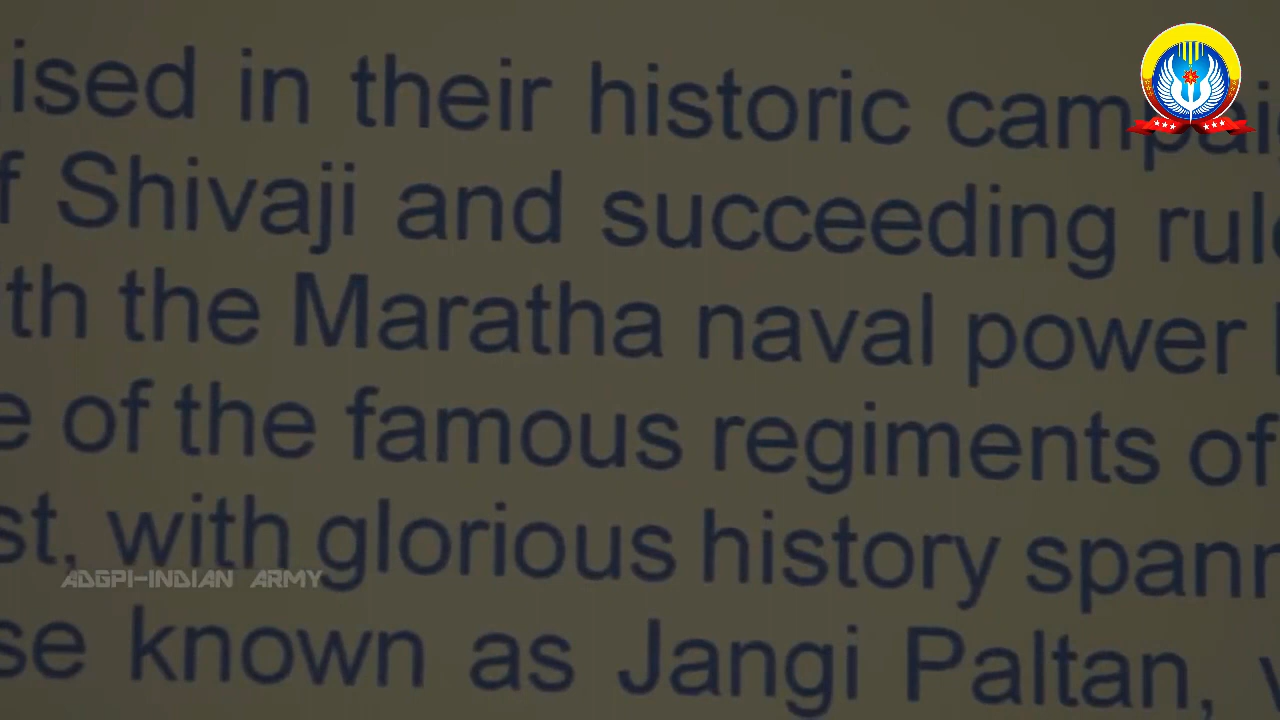 ised in their historic campai
f Shivaji and succeeding rule
th the Maratha naval power
e of the famous regiments of
st, with glorious history spann
ADGPI-INDIAN ARMY
se known as Jangi Paltan,